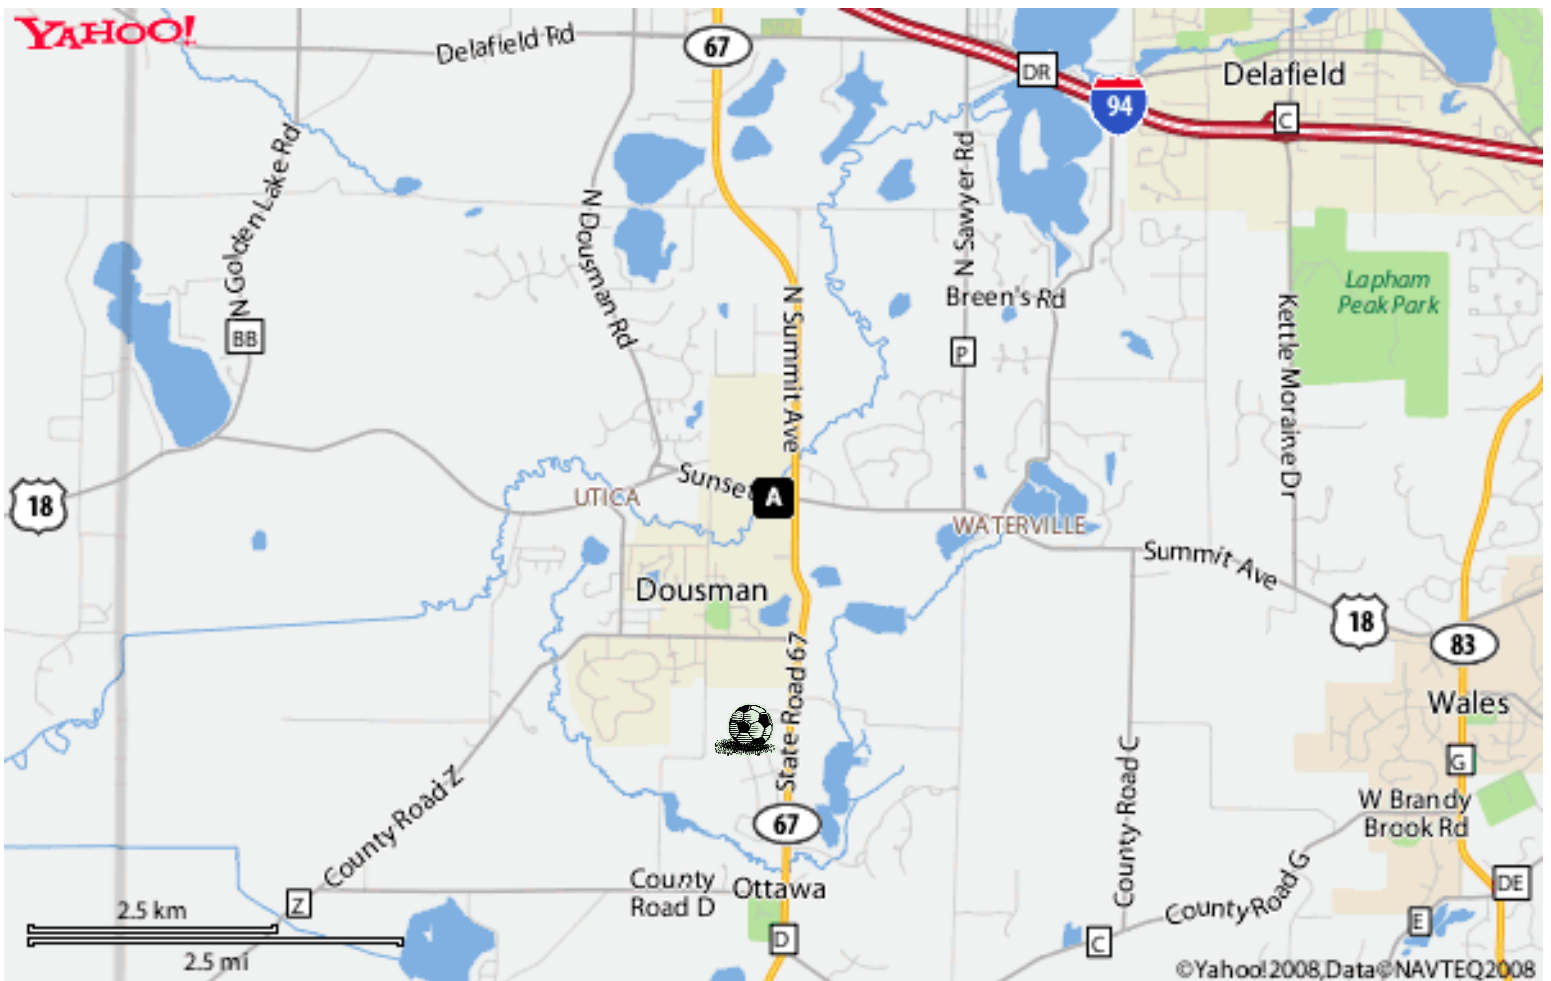 YAHOO!
Delafield Rd
67
DR
94
Delafield
C
N Golden Lake Rd
N Dousman Rd
N Sawyer Rd
Lapham
Peak Park
Breen's Rd
N Summit Ave
Kettle Moraine Dr
BB
P
18
UTICA
Sunset
A
WATERVILLE
Summit Ave
Dousman
18
83
State Road 67
Wales
County Road C
G
County Road Z
67
W Brandy
Brook Rd
County
Road D
Ottawa
County Road G
DE
Z
2.5 km
2.5 mi
D
C
E
©Yahoo!2008,Data©NAVTEQ2008